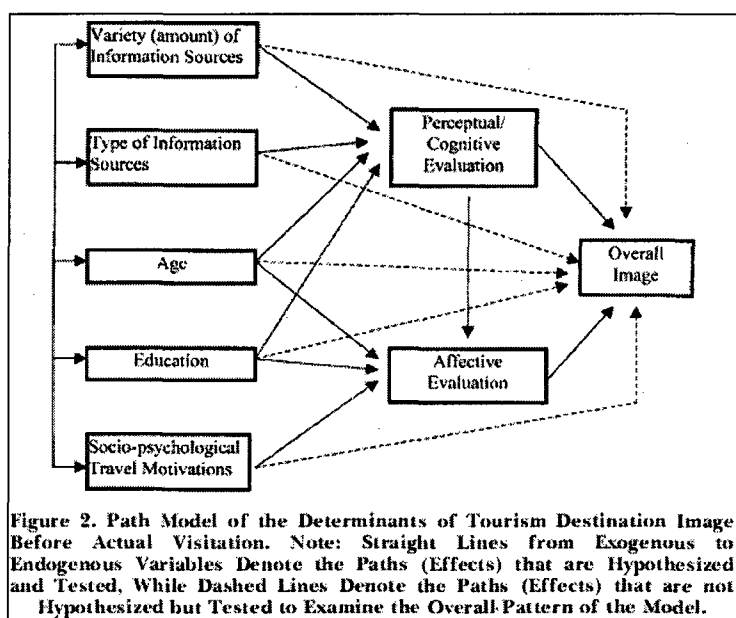 Variety (amount) of
Information Sources
Type of Information
Sources
Perceptual/
Cognitive Evaluation
Age
Overall
Image
Education
Affective
Evaluation
Socio-psychological
Travel Motivations
Figure 2. Path Model of the Determinants of Tourism Destination Image
Before Actual Visitation. Note: Straight Lines from Exogenous to
Endogenous Variables Denote the Paths (Effects) that are Hypothesized
and Tested, While Dashed Lines Denote the Paths (Effects) that are not
Hypothesized but Tested to Examine the Overall Pattern of the Model.